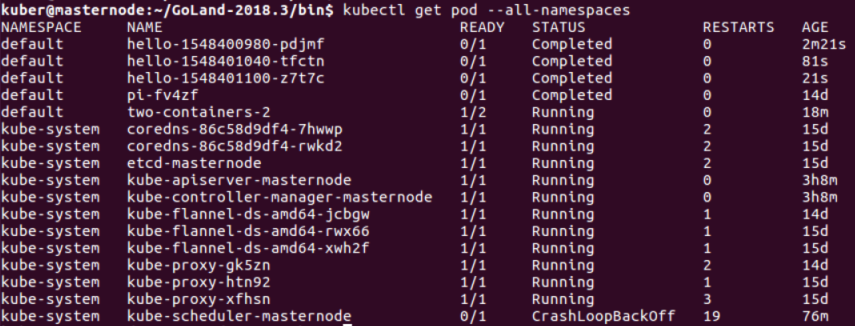 kuber@masternode:~/GoLand-2018.3/bin$ kubectl get pod --all-namespaces
NAMESPACE NAME READY STATUS RESTARTS AGE
default hello-1548400980-pdjmf 0/1 Completed 0 2m21s
default hello-1548401040-tfctn 0/1 Completed 0 81s
default hello-1548401100-z7t7c 0/1 Completed 0 21s
default pi-fv4zf 0/1 Completed 0 14d
default two-containers-2 1/2 Running 0 18m
kube-system coredns-86c58d9df4-7hwwp 1/1 Running 2 15d
kube-system coredns-86c58d9df4-rwkd2 1/1 Running 2 15d
kube-system etcd-masternode 1/1 Running 2 15d
kube-system kube-apiserver-masternode 1/1 Running 0 3h8m
kube-system kube-controller-manager-masternode 1/1 Running 0 3h8m
kube-system kube-flannel-ds-amd64-jcbgw 1/1 Running 1 14d
kube-system kube-flannel-ds-amd64-rwx66 1/1 Running 1 15d
kube-system kube-flannel-ds-amd64-xwh2f 1/1 Running 1 15d
kube-system kube-proxy-gk5zn 1/1 Running 2 14d
kube-system kube-proxy-htn92 1/1 Running 1 15d
kube-system kube-proxy-xfhsn 1/1 Running 3 15d
kube-system kube-scheduler-masternode 0/1 CrashLoopBackOff 19 76m